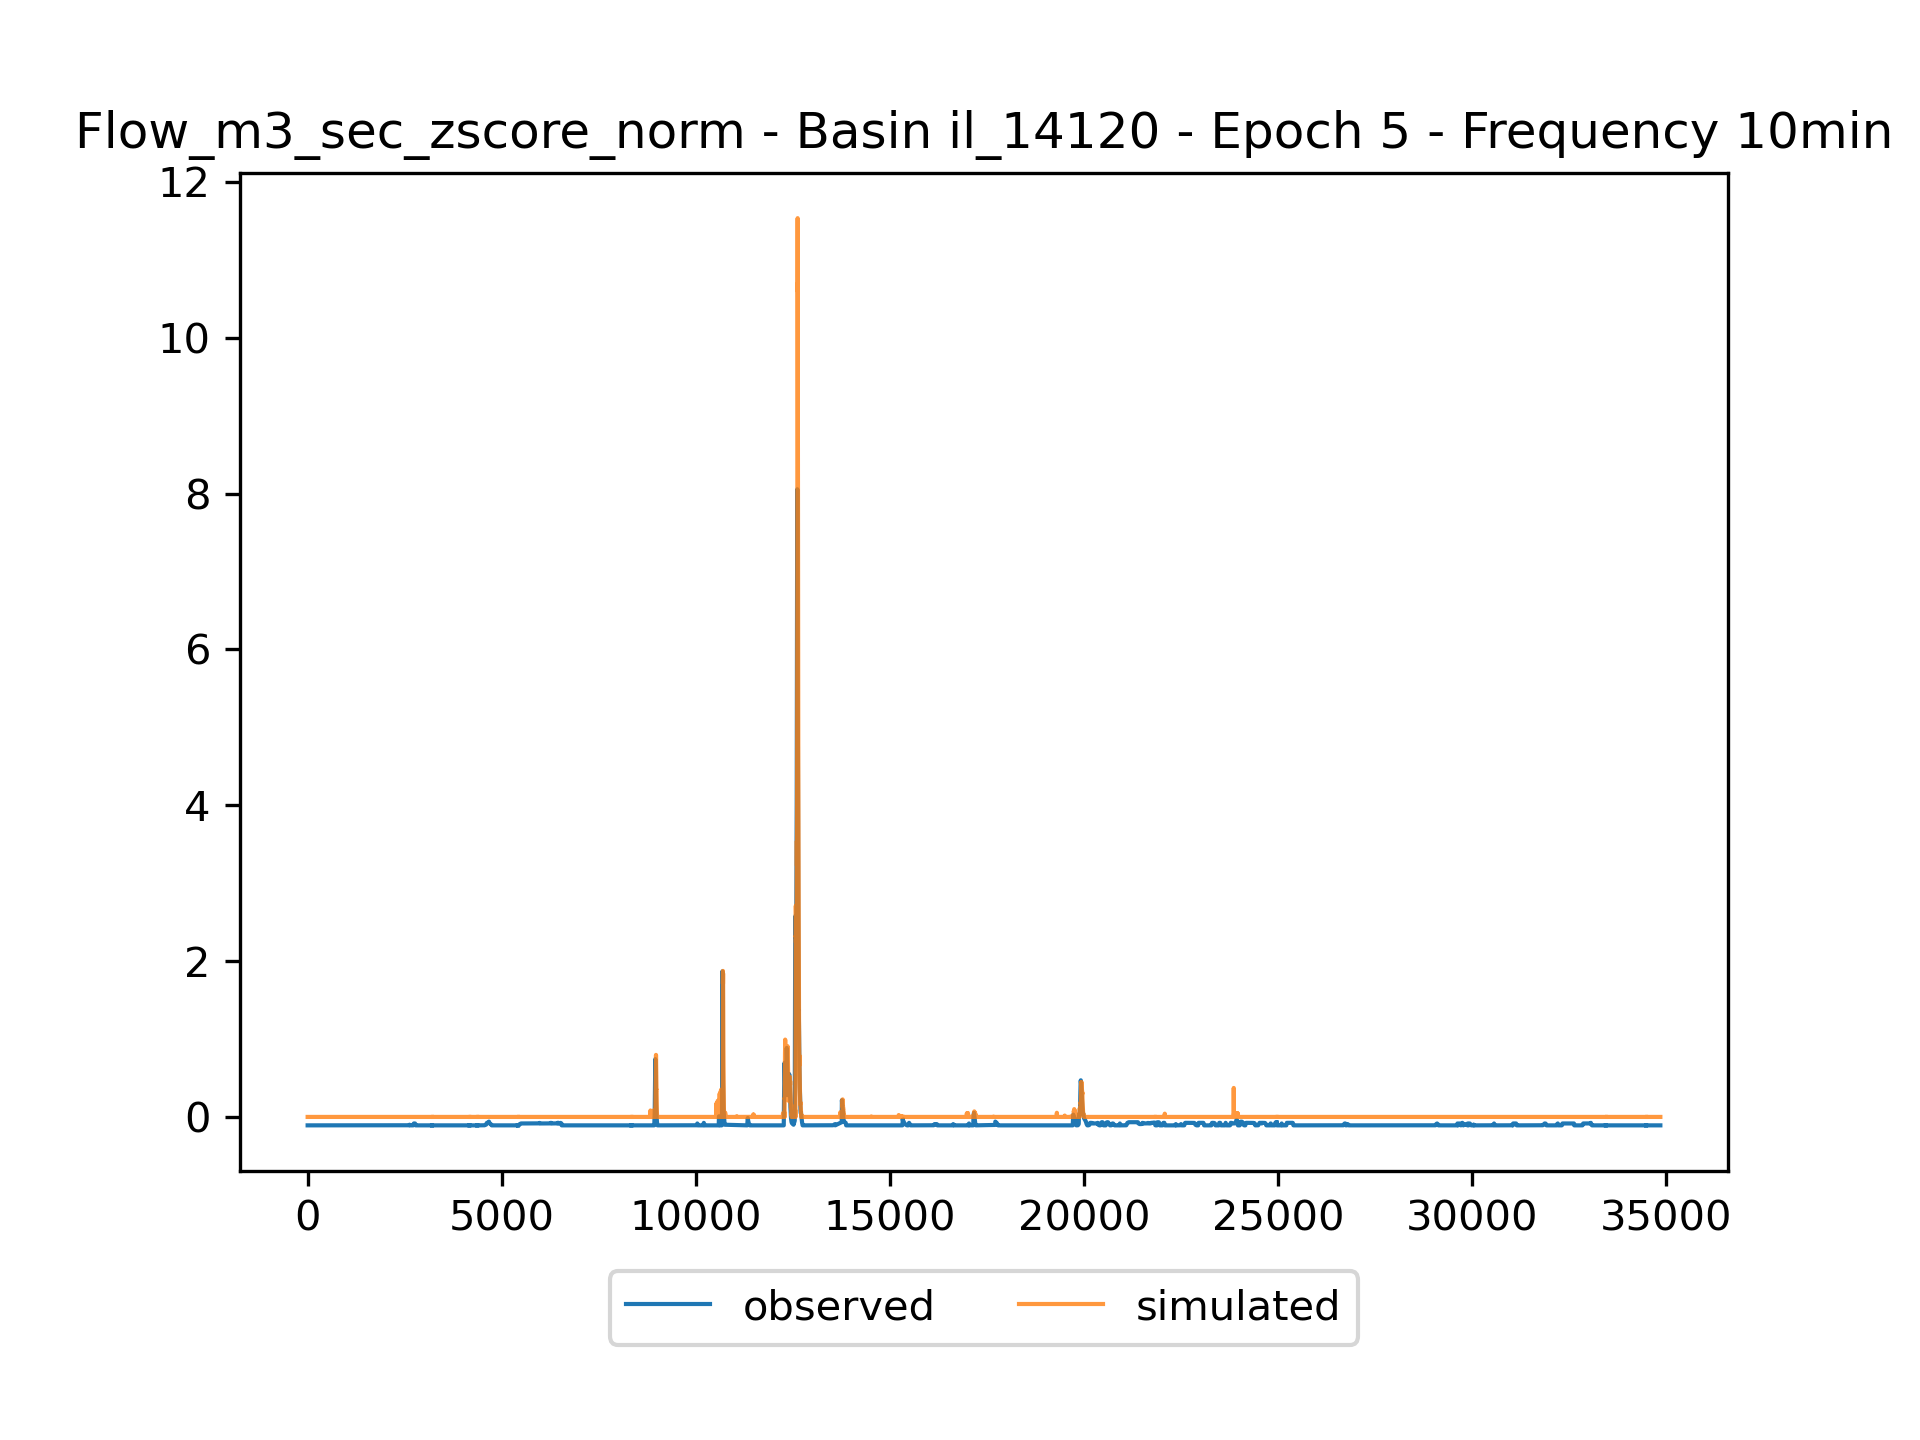 Flow_m3_sec_zscore_norm - Basin il_14120 - Epoch 5 - Frequency 10min
12
10
8
6
4
2
0
0 5000 10000 15000 20000 25000 30000 35000
observed simulated